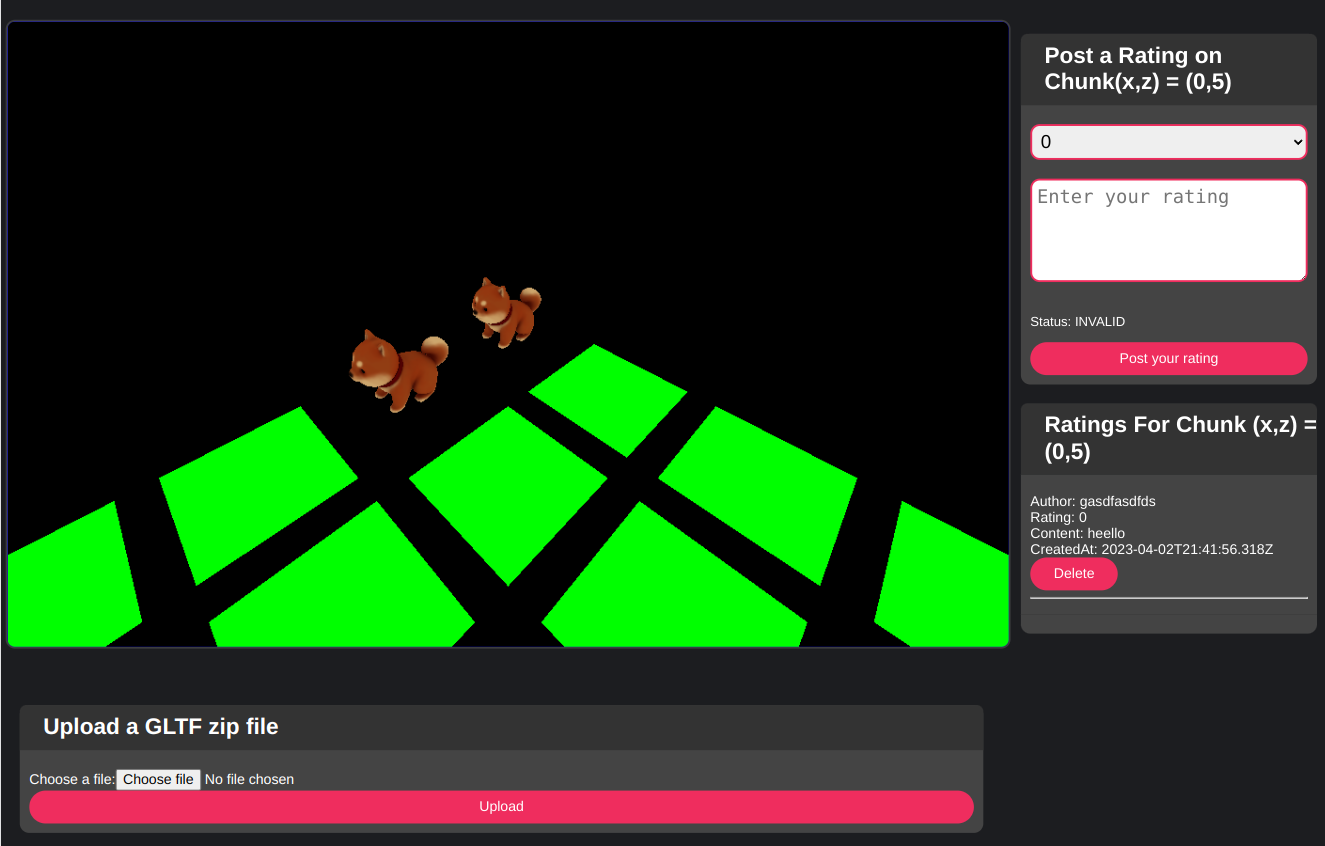 Post a Rating on
Chunk(x,z) = (0,5)
0
Enter your rating
Status: INVALID
Post your rating
Ratings For Chunk (x,z) =
(0,5)
Author: gasdfasdfds
Rating: 0
Content: heello
CreatedAt: 2023-04-02T21:41:56.318Z
Delete
Upload a GLTF zip file
Choose a file: Choose file No file chosen
Upload